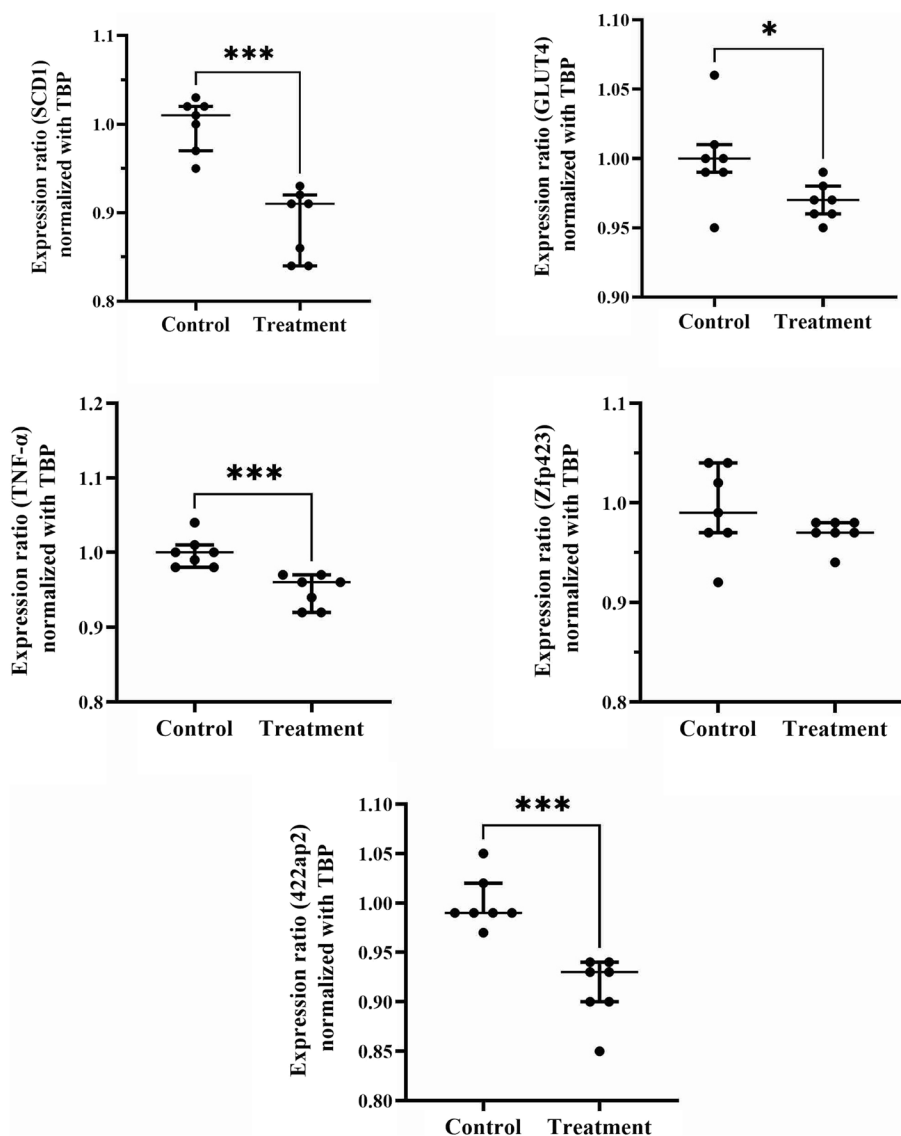 Expression ratio (SCD1)
normalized with TBP
1.1
1.0
0.9
0.8
***
Control Treatment
Expression ratio (GLUT4)
normalized with TBP
1.05
1.00
0.95
0.90
*
Control Treatment
Expression ratio (TNF-α)
normalized with TBP
1.2
1.1
1.0
0.9
0.8
***
Control Treatment
Expression ratio (Zfp423)
normalized with TBP
1.1
1.0
0.9
0.8
Control Treatment
Expression ratio (422ap2)
normalized with TBP
1.10
1.05
1.00
0.95
0.90
0.85
0.80
***
Control Treatment